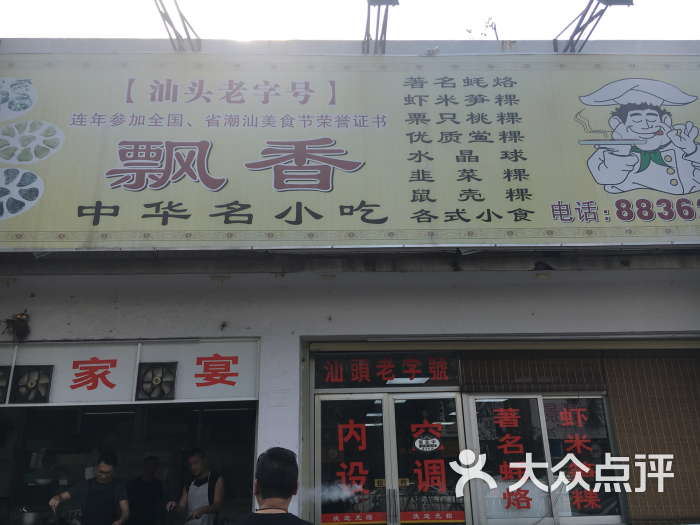 【汕头老字号】
连年参加全国、省潮汕美食节荣誉证书
飘香
中华名小吃
著名蚝烙
虾米笋粿
粟只桃粿
优质堂粿
水晶球
韭菜粿
鼠壳粿
各式小食
电话:88362
家宴
汕頭老字號
内设
空调
著名蚝烙
虾米笋粿
大众点评